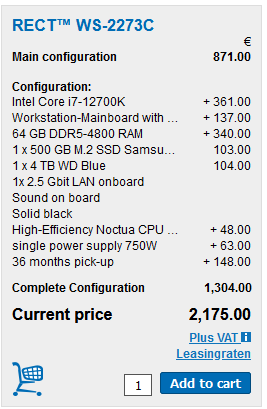 RECT™ WS-2273C
€
Main configuration 871.00
Configuration:
Intel Core i7-12700K + 361.00
Workstation-Mainboard with ... + 137.00
64 GB DDR5-4800 RAM + 340.00
1 x 500 GB M.2 SSD Samsu... 103.00
1 x 4 TB WD Blue 104.00
1x 2.5 Gbit LAN onboard
Sound on board
Solid black
High-Efficiency Noctua CPU ... + 48.00
single power supply 750W + 63.00
36 months pick-up + 148.00
Complete Configuration 1,304.00
Current price 2,175.00
Plus VAT i
Leasingraten
1 Add to cart